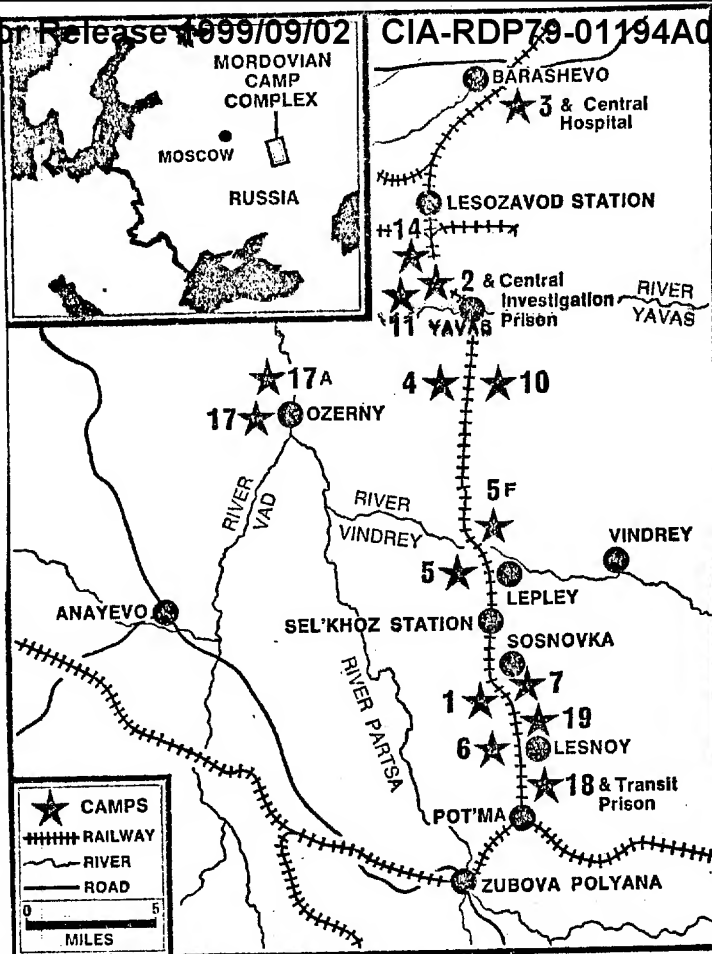 or Release 1999/09/02
CIA-RDP79-01194A0
MORDOVIAN
CAMP
COMPLEX
MOSCOW
RUSSIA
BARASHEVO
3 & Central
Hospital
LESOZAVOD STATION
14
2 & Central
Investigation
Prison
11
YAVAS
RIVER
YAVAS
17A
17
OZERNY
4
10
RIVER
VAD
RIVER
VINDREY
5F
5
VINDREY
LEPLEY
ANAYEVO
SEL'KHOZ STATION
SOSNOVKA
RIVER PARTSA
7
1
19
6
LESNOY
18 & Transit
Prison
POT'MA
ZUBOVA POLYANA
CAMPS
RAILWAY
RIVER
ROAD
0 5
MILES